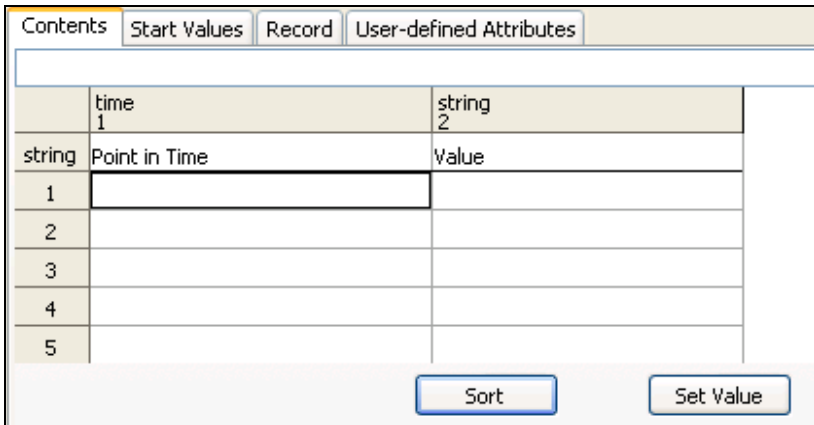 Contents Start Values Record User-defined Attributes
time string
1 2
string Point in Time Value
1
2
3
4
5
Sort Set Value